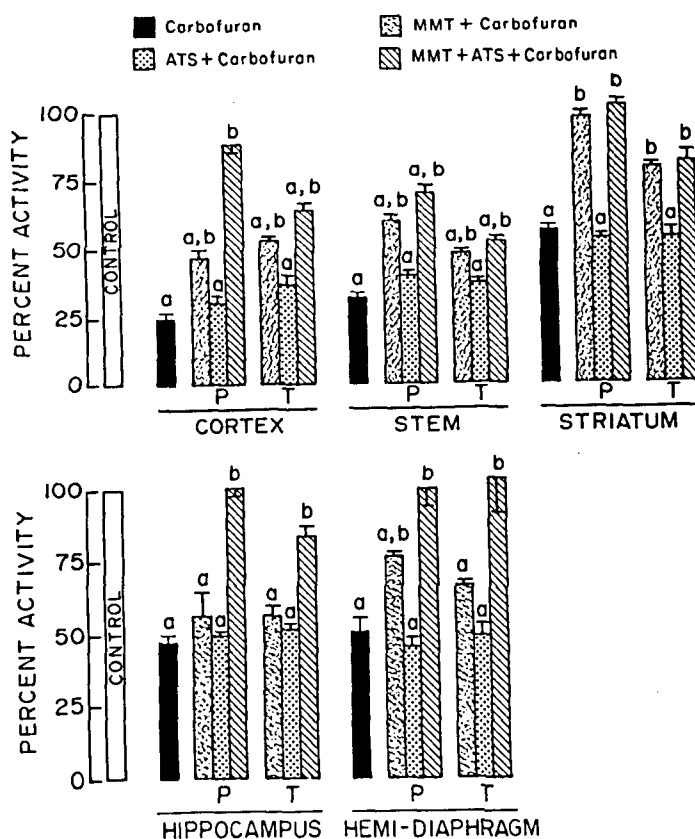 Carbofuran
MMT + Carbofuran
ATS + Carbofuran
MMT + ATS + Carbofuran
PERCENT ACTIVITY
100
75
50
25
0
CONTROL
a
a,b
a
b
a,b
a
a,b
P
T
CORTEX
a
a,b
a
a,b
a,b
a
a,b
P
T
STEM
a
b
a
b
b
a
b
P
T
STRIATUM
PERCENT ACTIVITY
100
75
50
25
0
CONTROL
a
a
a
b
a
a
b
P
T
HIPPOCAMPUS
a
a,b
a
b
a
a
b
P
T
HEMI-DIAPHRAGM